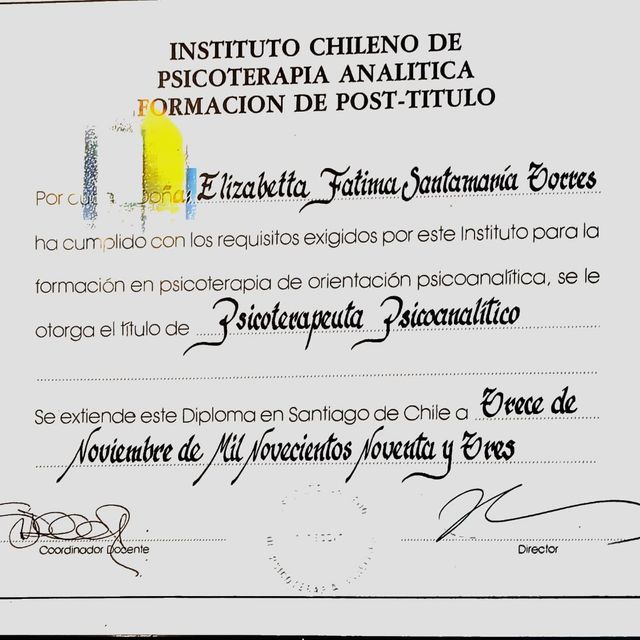 INSTITUTO CHILENO DE
PSICOTERAPIA ANALITICA
FORMACION DE POST-TITULO
Por doña: Elizabetta Fatima Santamaría Torres
ha cumplido con los requisitos exigidos por este Instituto para la
formación en psicoterapia de orientación psicoanalítica, se le
otorga el título de Psicoterapeuta Psicoanalítico
Se extiende este Diploma en Santiago de Chile a Trece de
Noviembre de Mil Novecientos Noventa y Tres
Coordinador Docente
Director